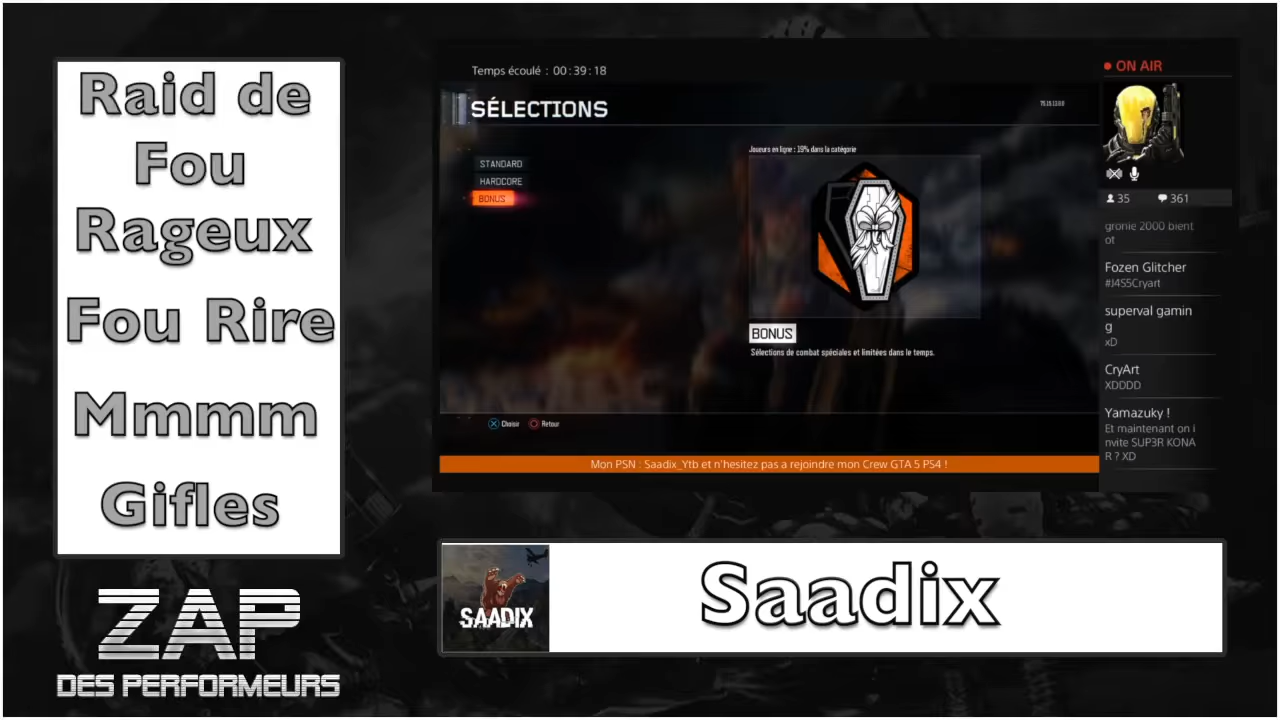 Raid de
Fou
Rageux
Fou Rire
Mmmm
Gifles
ZAP
DES PERFORMEURS
Temps écoulé : 00:39:18
SÉLECTIONS
STANDARD
HARDCORE
BONUS
Joueurs en ligne : 19% dans la catégorie
BONUS
Sélections de combat spéciales et limitées dans le temps.
Choisir
Retour
Mon PSN : Saadix_Ytb et n'hesitez pas a rejoindre mon Crew GTA 5 PS4 !
ON AIR
35
361
gronie 2000 bient
ot
Fozen Glitcher
#J4S5Cryart
superval gamin
g
xD
CryArt
XDDDD
Yamazuky !
Et maintenant on i
nvite SUP3R KONA
R ? XD
SAADIX
Saadix